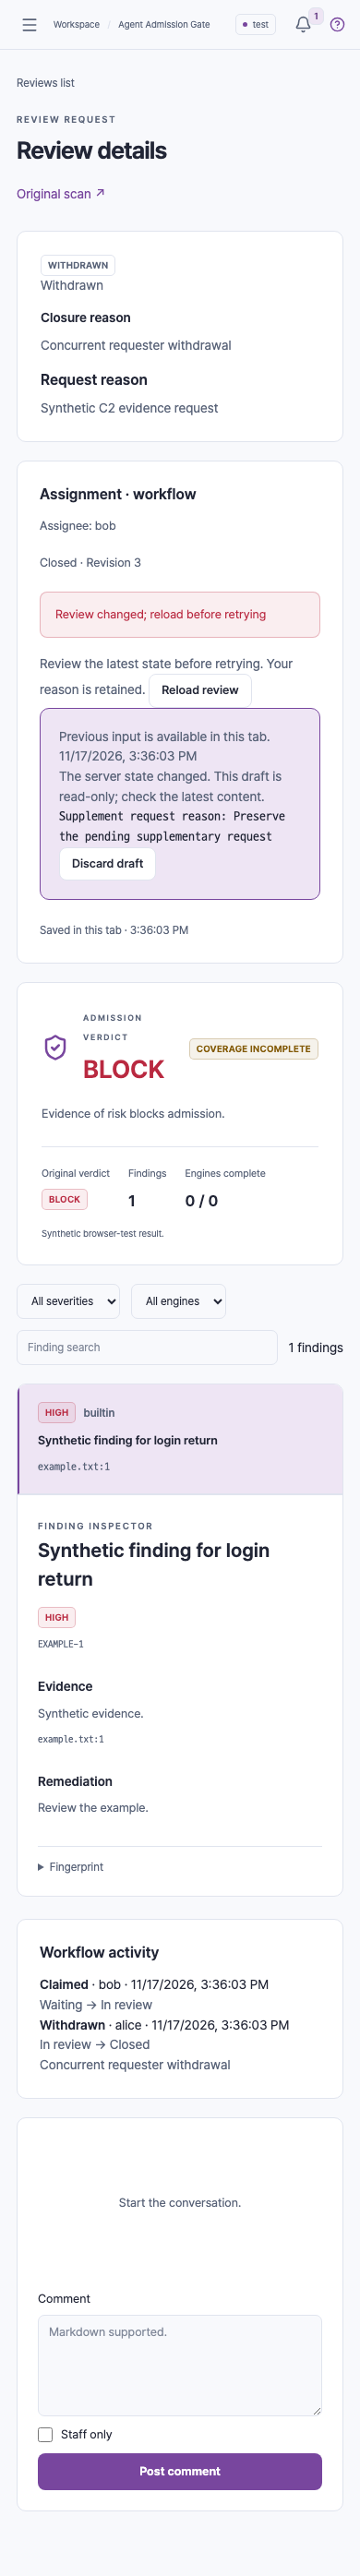 Workspace / Agent Admission Gate
test
1
Reviews list
REVIEW REQUEST
Review details
Original scan ↗
WITHDRAWN
Withdrawn
Closure reason
Concurrent requester withdrawal
Request reason
Synthetic C2 evidence request
Assignment · workflow
Assignee: bob
Closed · Revision 3
Review changed; reload before retrying
Review the latest state before retrying. Your
reason is retained. Reload review
Previous input is available in this tab.
11/17/2026, 3:36:03 PM
The server state changed. This draft is
read-only; check the latest content.
Supplement request reason: Preserve
the pending supplementary request
Discard draft
Saved in this tab · 3:36:03 PM
ADMISSION
VERDICT
BLOCK
COVERAGE INCOMPLETE
Evidence of risk blocks admission.
Original verdict Findings Engines complete
BLOCK 1 0 / 0
Synthetic browser-test result.
All severities All engines
Finding search 1 findings
HIGH builtin
Synthetic finding for login return
example.txt:1
FINDING INSPECTOR
Synthetic finding for login
return
HIGH
EXAMPLE-1
Evidence
Synthetic evidence.
example.txt:1
Remediation
Review the example.
Fingerprint
Workflow activity
Claimed · bob · 11/17/2026, 3:36:03 PM
Waiting → In review
Withdrawn · alice · 11/17/2026, 3:36:03 PM
In review → Closed
Concurrent requester withdrawal
Start the conversation.
Comment
Markdown supported.
Staff only
Post comment